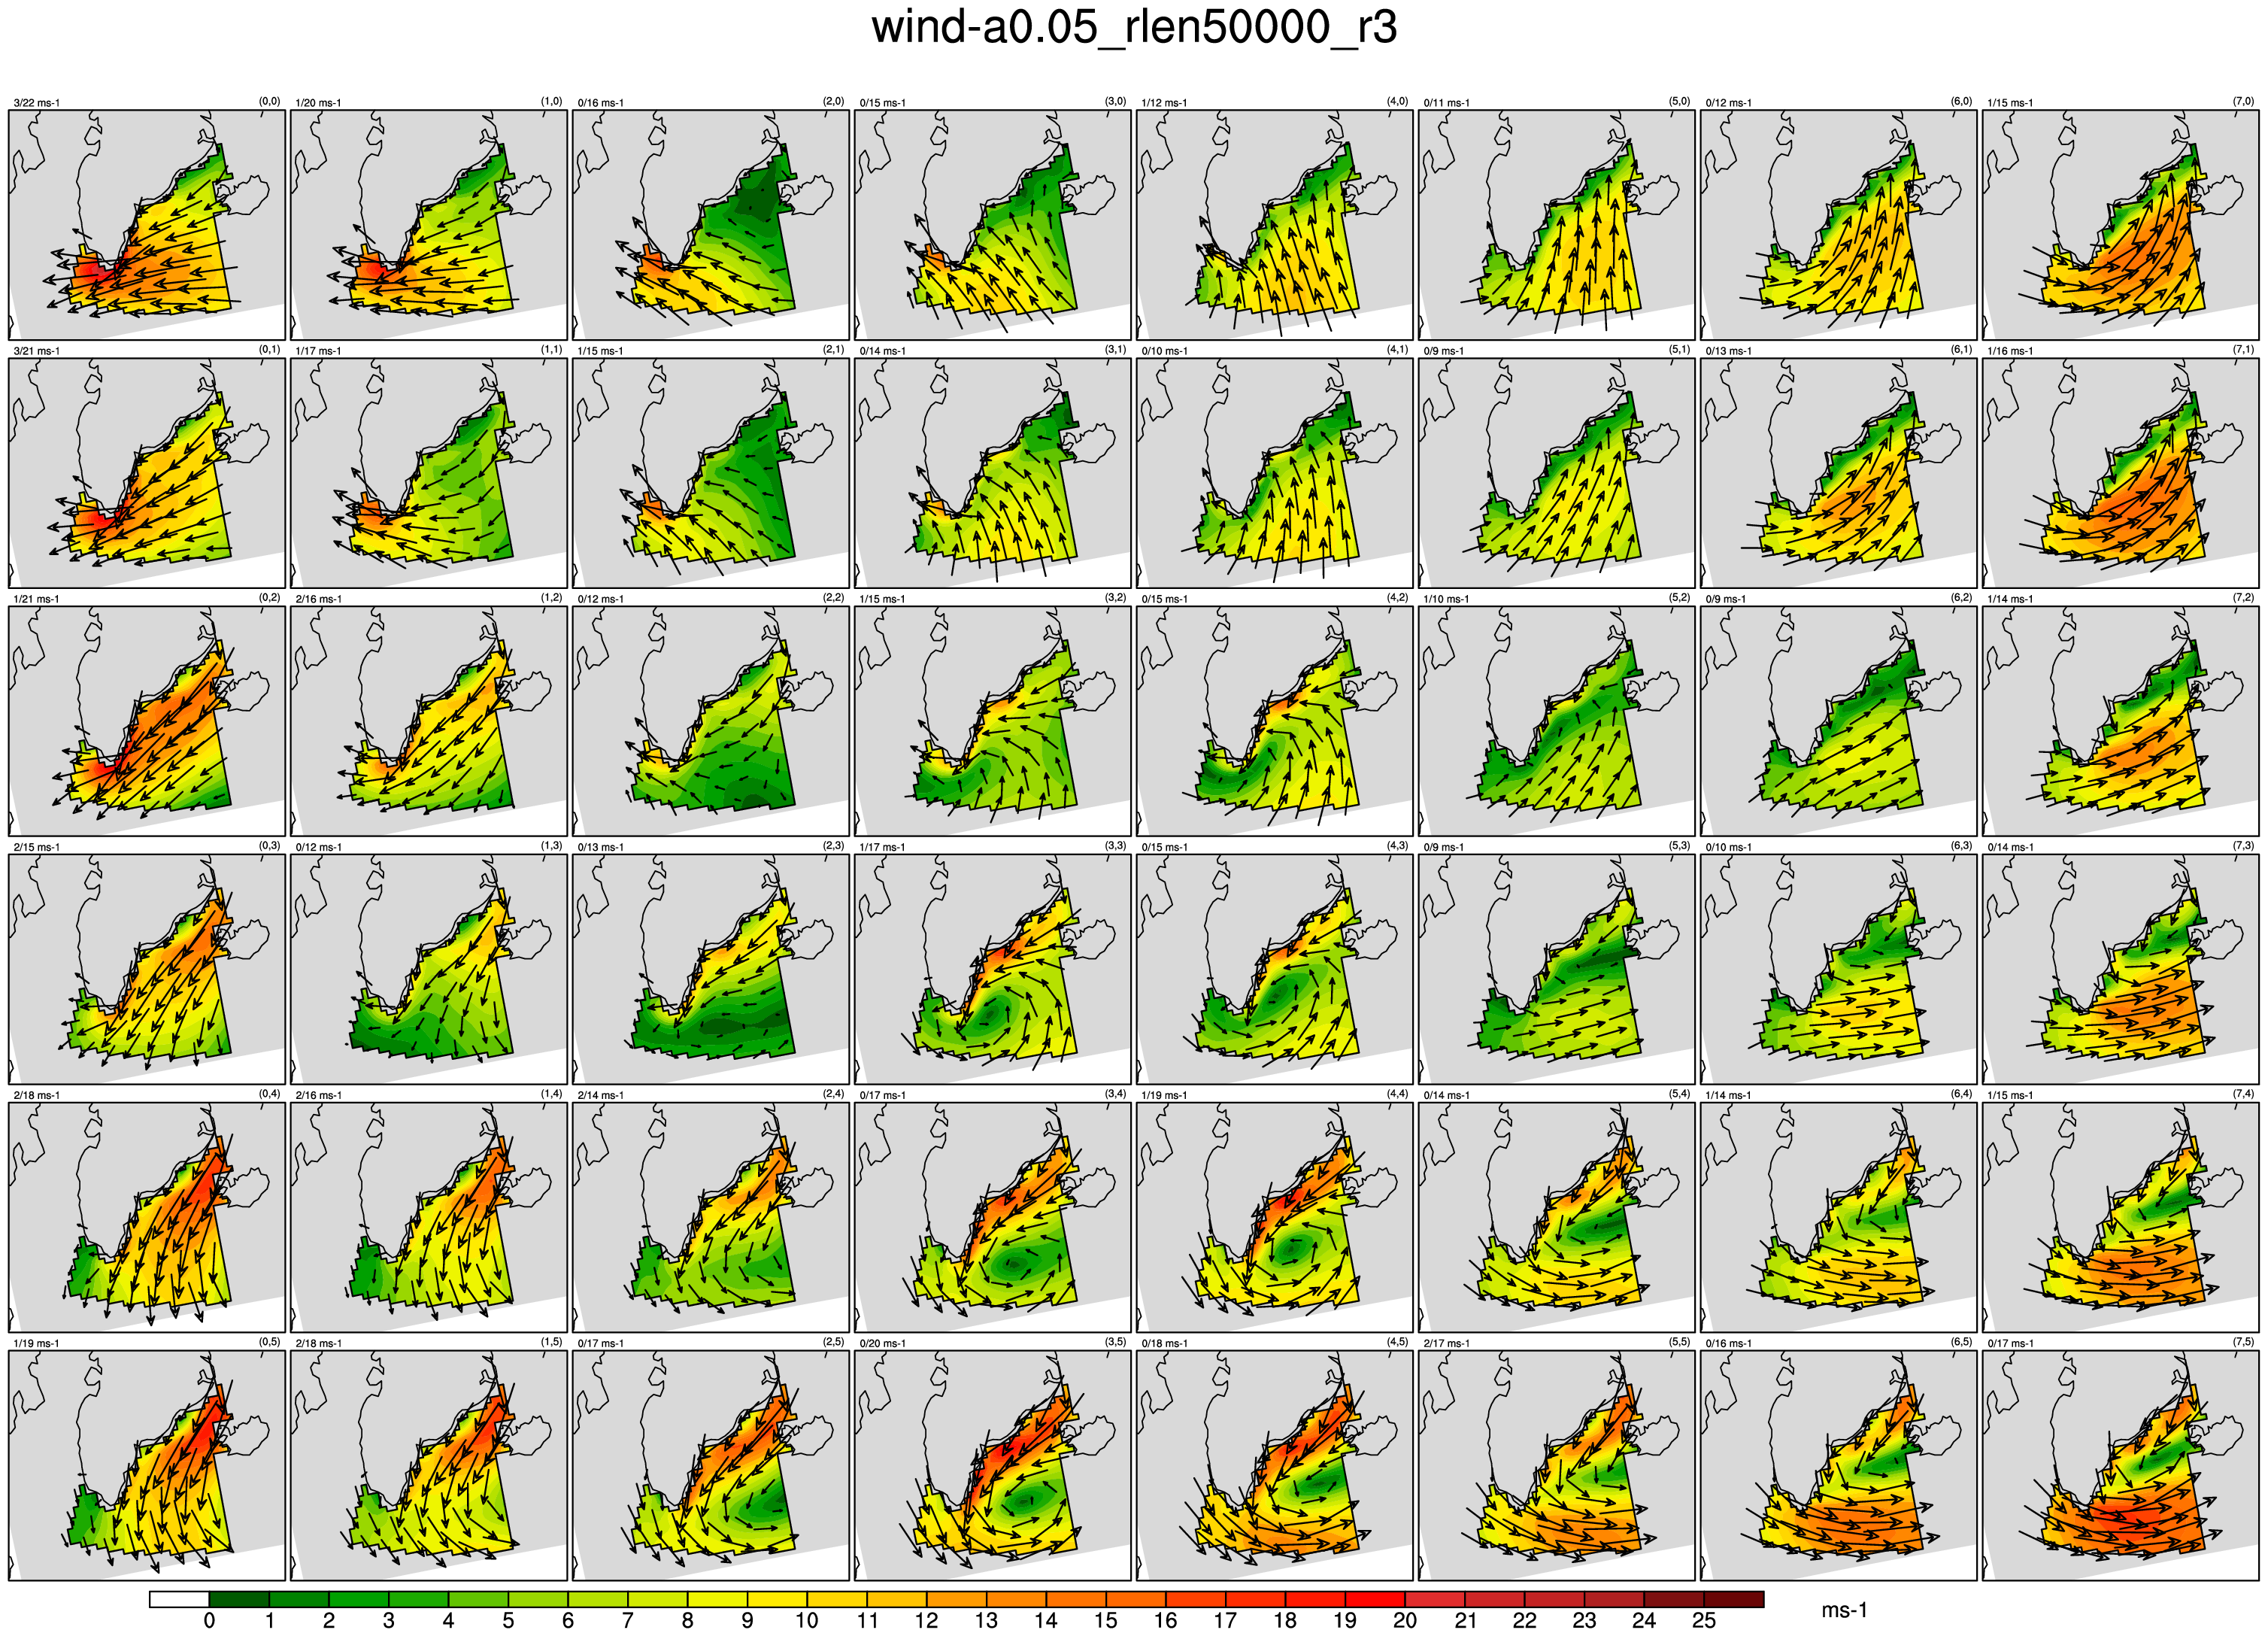 wind-a0.05_rlen50000_r3
3/22 ms-1 (0,0) 1/20 ms-1 (1,0) 0/16 ms-1 (2,0) 0/15 ms-1 (3,0) 1/12 ms-1 (4,0) 0/11 ms-1 (5,0) 0/12 ms-1 (6,0) 1/15 ms-1 (7,0)
3/21 ms-1 (0,1) 1/17 ms-1 (1,1) 1/15 ms-1 (2,1) 0/14 ms-1 (3,1) 0/10 ms-1 (4,1) 0/9 ms-1 (5,1) 0/13 ms-1 (6,1) 1/16 ms-1 (7,1)
1/21 ms-1 (0,2) 2/16 ms-1 (1,2) 0/12 ms-1 (2,2) 1/15 ms-1 (3,2) 0/15 ms-1 (4,2) 1/10 ms-1 (5,2) 0/9 ms-1 (6,2) 1/14 ms-1 (7,2)
2/15 ms-1 (0,3) 0/12 ms-1 (1,3) 0/13 ms-1 (2,3) 1/17 ms-1 (3,3) 0/15 ms-1 (4,3) 0/9 ms-1 (5,3) 0/10 ms-1 (6,3) 0/14 ms-1 (7,3)
2/18 ms-1 (0,4) 2/16 ms-1 (1,4) 2/14 ms-1 (2,4) 0/17 ms-1 (3,4) 1/19 ms-1 (4,4) 0/14 ms-1 (5,4) 1/14 ms-1 (6,4) 1/15 ms-1 (7,4)
1/19 ms-1 (0,5) 2/18 ms-1 (1,5) 0/17 ms-1 (2,5) 0/20 ms-1 (3,5) 0/18 ms-1 (4,5) 2/17 ms-1 (5,5) 0/16 ms-1 (6,5) 0/17 ms-1 (7,5)
0 1 2 3 4 5 6 7 8 9 10 11 12 13 14 15 16 17 18 19 20 21 22 23 24 25 ms-1